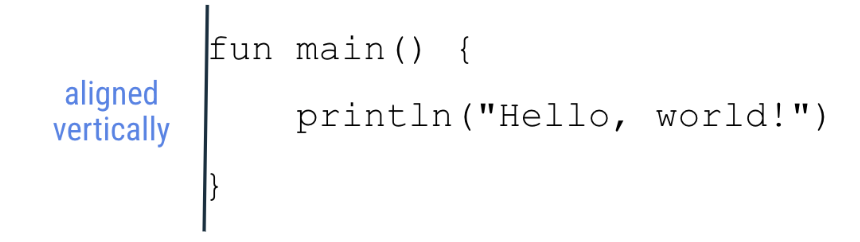 aligned
vertically
fun main() {
    println("Hello, world!")
}